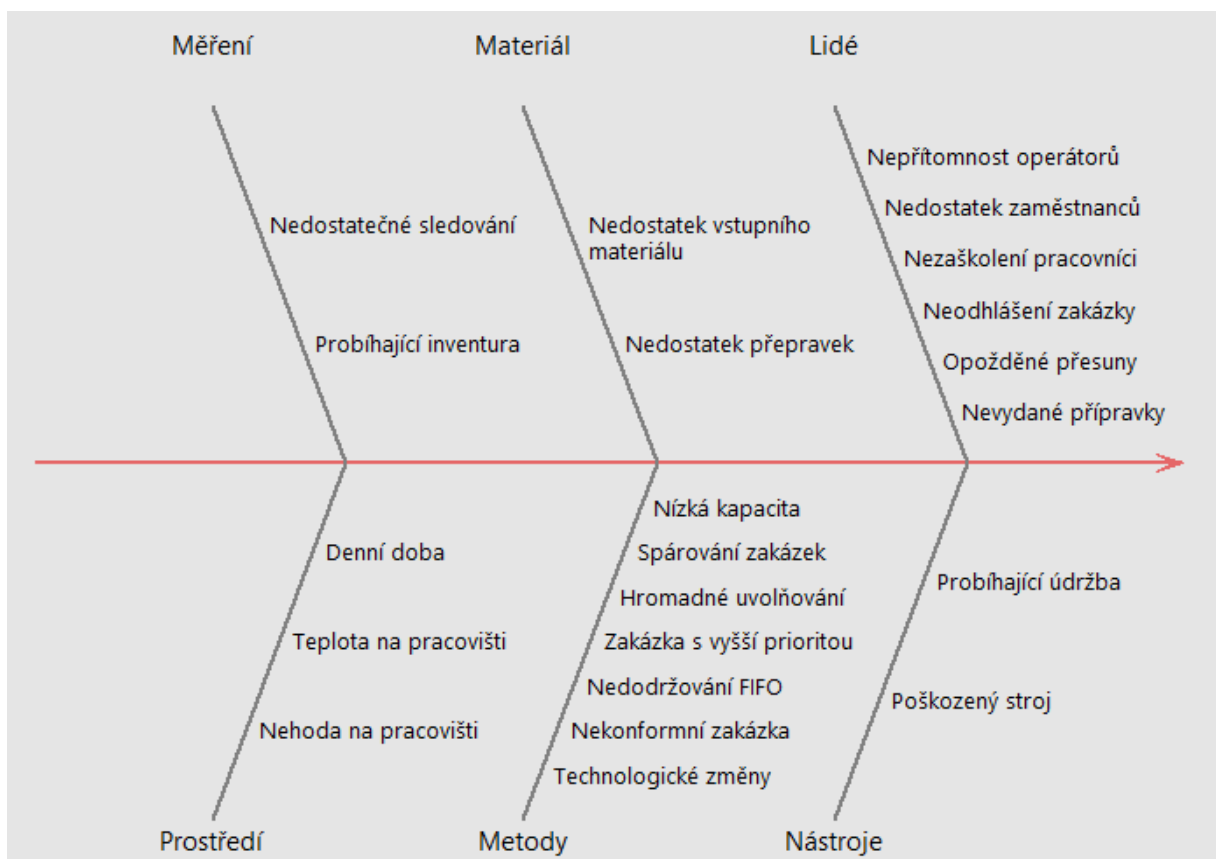 Měření
Materiál
Lidé
Nepřítomnost operátorů
Nedostatečné sledování
Nedostatek vstupního
materiálu
Nedostatek zaměstnanců
Nezaškolení pracovníci
Neodhlášení zakázky
Probíhající inventura
Nedostatek přepravek
Opožděné přesuny
Nevydané přípravky
Nízká kapacita
Denní doba
Spárování zakázek
Probíhající údržba
Hromadné uvolňování
Teplota na pracovišti
Zakázka s vyšší prioritou
Nedodržování FIFO
Poškozený stroj
Nehoda na pracovišti
Nekonformní zakázka
Technologické změny
Prostředí
Metody
Nástroje